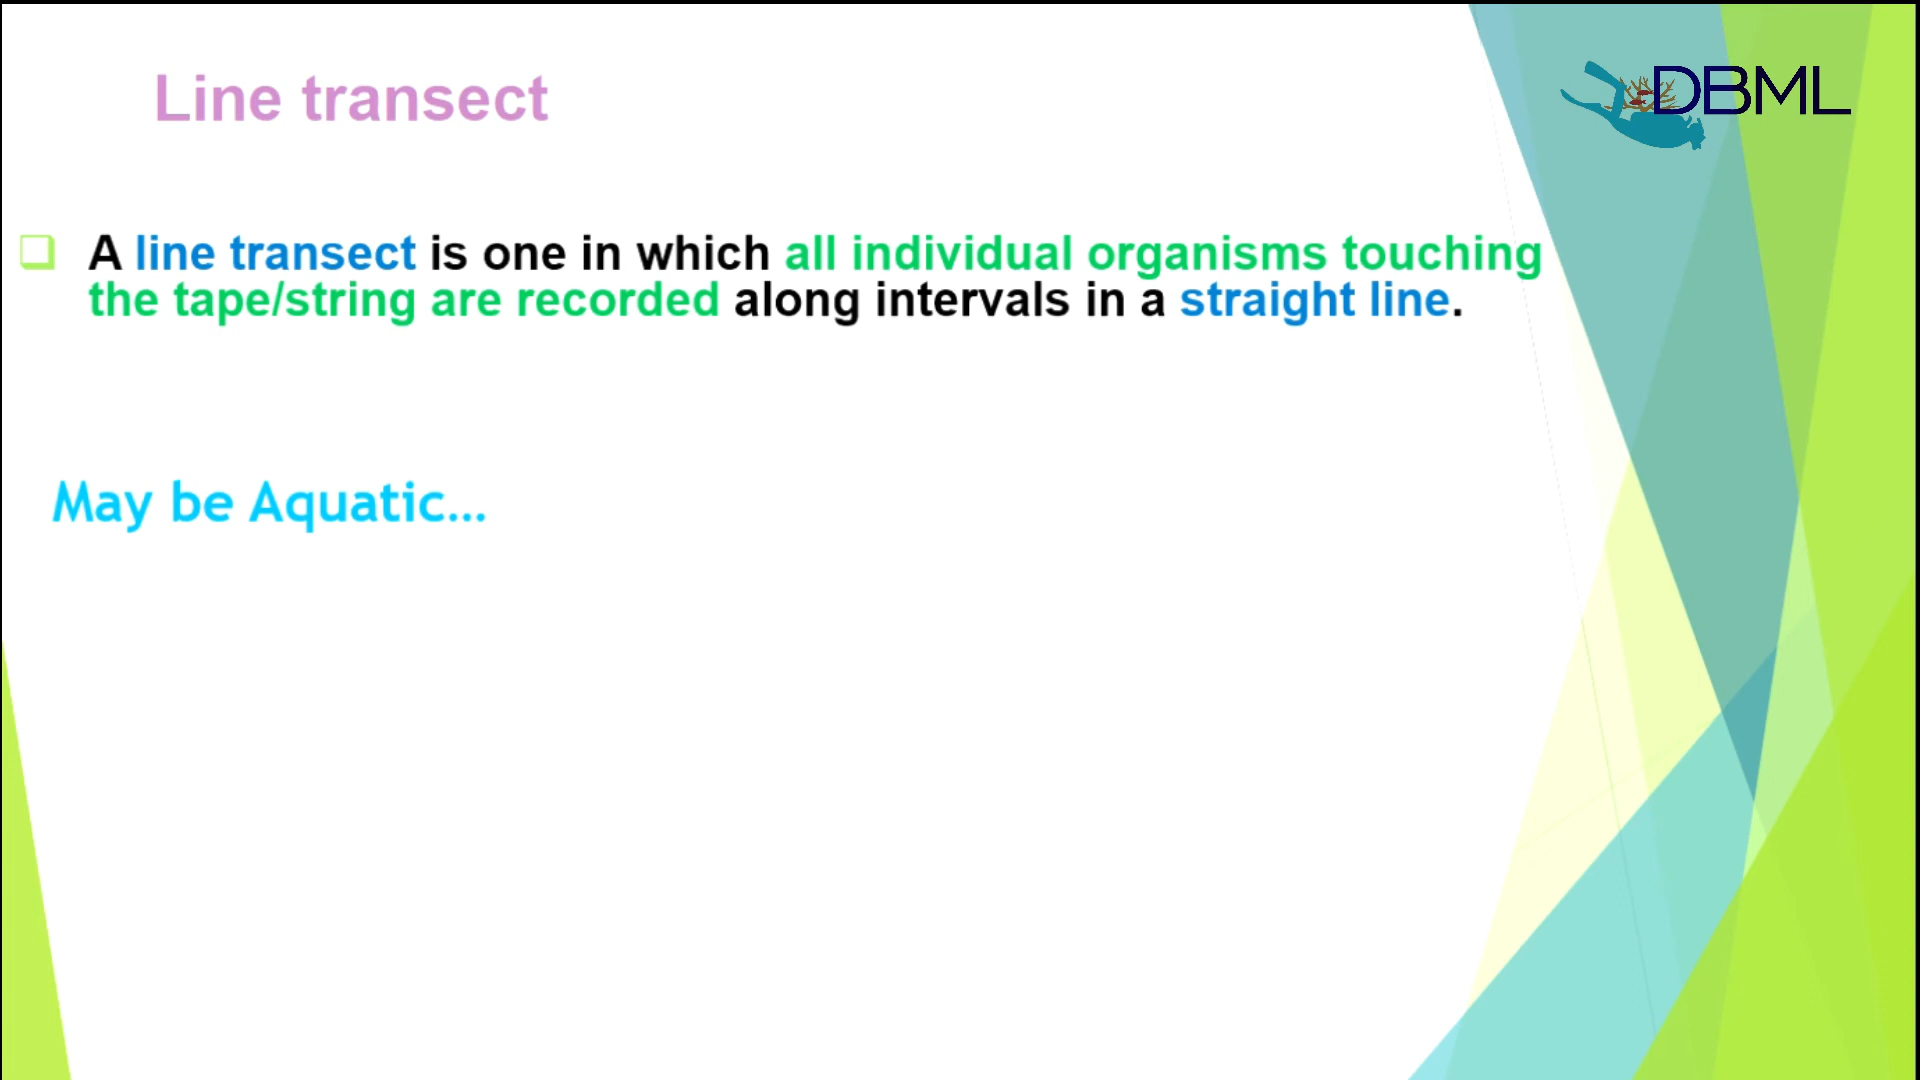 Line transect
DBML
A line transect is one in which all individual organisms touching
the tape/string are recorded along intervals in a straight line.
May be Aquatic...